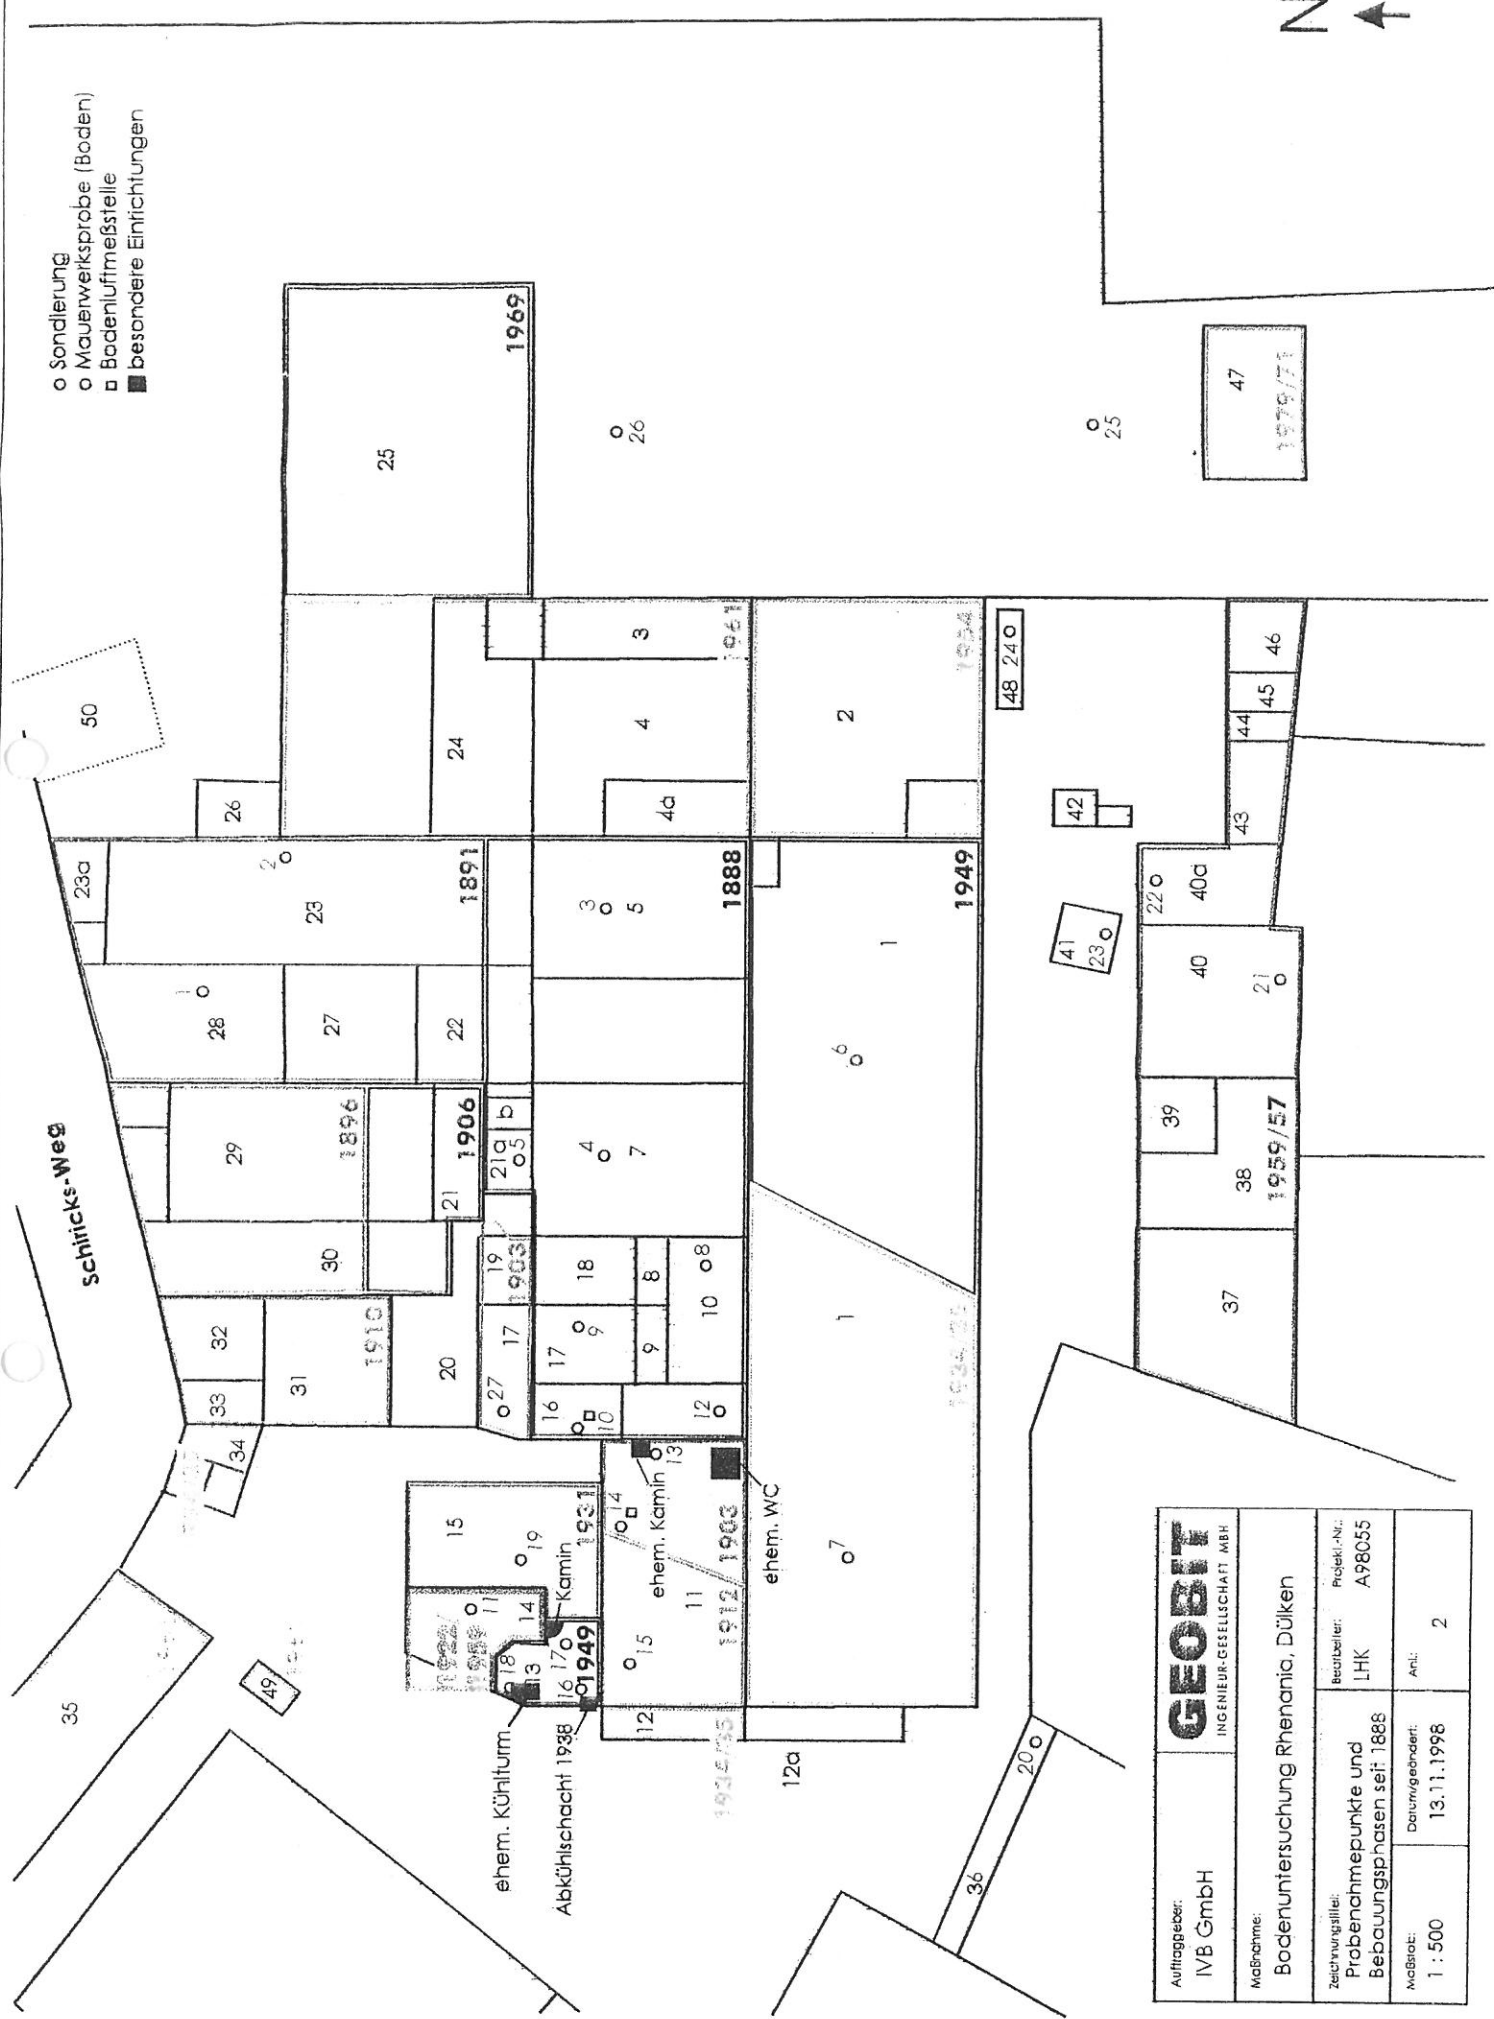 N
○ Sondierung
○ Mauerwerksprobe (Boden)
□ Bodenluftmeßstelle
■ besondere Einrichtungen
Schiricks-Weg
50
35
49
34
33
32
31
1910
30
29
1896
28
1
27
22
23a
23
2
1891
26
24
25
1969
26
25
47
1979/71
20
21
1906
21a
b
5
19
1903
17
27
18
17
9
16
10
8
9
10
8
12
4
7
3
5
1888
4
4a
3
1961
2
1954
1
6
1949
1
7
15
19
1931
11
14
Kamin
18
13
17
16
1949
ehem. Kühlturm
Abkühlschacht 1938
14
13
ehem. Kamin
ehem. WC
11
15
1912
1903
12
1934/35
12a
48
24
46
45
44
43
42
41
23
22
40a
40
21
39
38
1959/57
37
36
20
Auftraggeber:
IVB GmbH
GEOBIT
INGENIEUR-GESELLSCHAFT MBH
Maßnahme:
Bodenuntersuchung Rhenania, Dülken
Zeichnungstitel:
Probenahmepunkte und
Bebauungsphasen seit 1888
Bearbeiter:
LHK
Projekt-Nr.:
A98055
Maßstab:
1 : 500
Datum/geändert:
13.11.1998
Anl.:
2